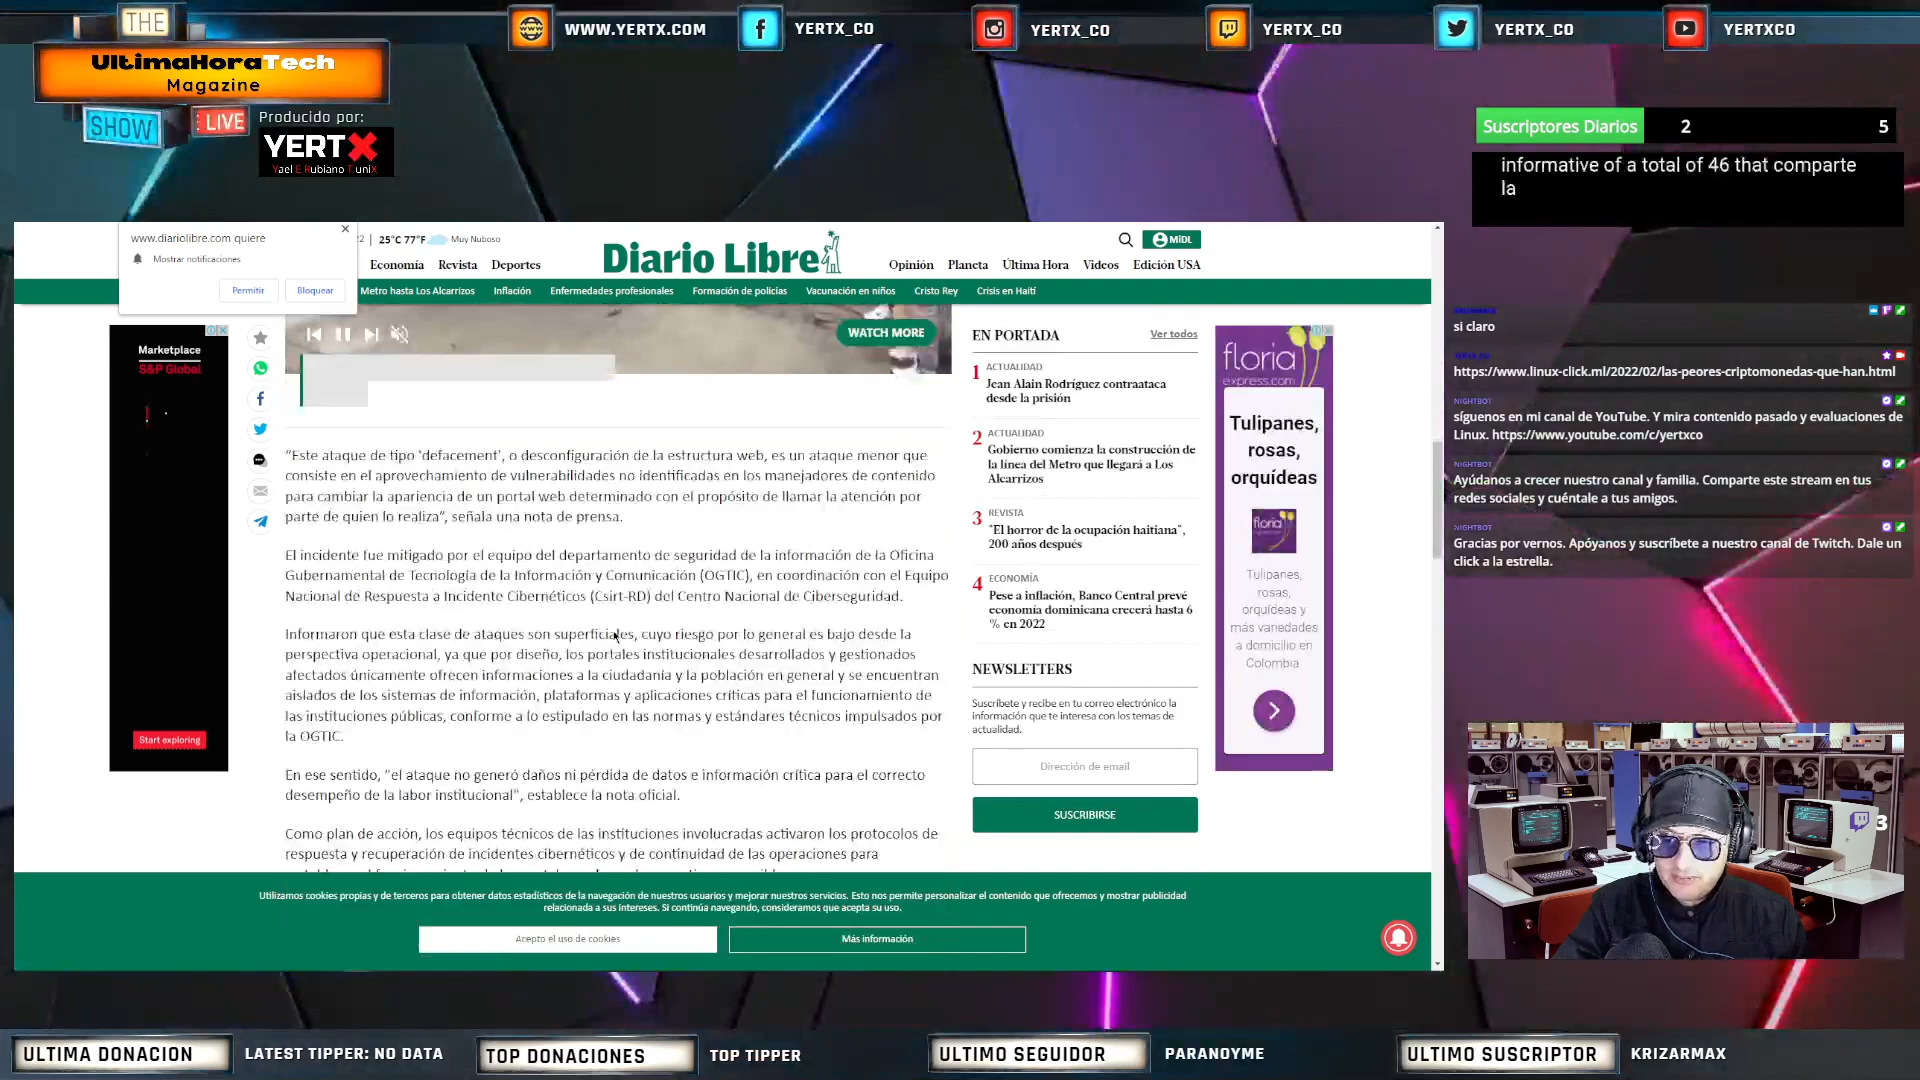 THE
UltimaHoraTech
Magazine
SHOW
LIVE
Producido por:
YERTX
Yael E Rubiano T uniX
WWW.YERTX.COM
YERTX_CO
YERTX_CO
YERTX_CO
YERTX_CO
YERTXCO
Suscriptores Diarios 2 5
informative of a total of 46 that comparte
la
www.diariolibre.com quiere
Mostrar notificaciones
Permitir
Bloquear
22 | 25°C 77°F Muy Nuboso
Diario Libre
MIDL
Economía Revista Deportes
Opinión Planeta Última Hora Videos Edición USA
Metro hasta Los Alcarrizos Inflación Enfermedades profesionales Formación de policías Vacunación en niños Cristo Rey Crisis en Haití
Marketplace
S&P Global
Start exploring
WATCH MORE
“Este ataque de tipo 'defacement', o desconfiguración de la estructura web, es un ataque menor que
consiste en el aprovechamiento de vulnerabilidades no identificadas en los manejadores de contenido
para cambiar la apariencia de un portal web determinado con el propósito de llamar la atención por
parte de quien lo realiza”, señala una nota de prensa.
El incidente fue mitigado por el equipo del departamento de seguridad de la información de la Oficina
Gubernamental de Tecnología de la Información y Comunicación (OGTIC), en coordinación con el Equipo
Nacional de Respuesta a Incidente Cibernéticos (Csirt-RD) del Centro Nacional de Ciberseguridad.
Informaron que esta clase de ataques son superficiales, cuyo riesgo por lo general es bajo desde la
perspectiva operacional, ya que por diseño, los portales institucionales desarrollados y gestionados
afectados únicamente ofrecen informaciones a la ciudadanía y la población en general y se encuentran
aislados de los sistemas de información, plataformas y aplicaciones críticas para el funcionamiento de
las instituciones públicas, conforme a lo estipulado en las normas y estándares técnicos impulsados por
la OGTIC.
En ese sentido, "el ataque no generó daños ni pérdida de datos e información crítica para el correcto
desempeño de la labor institucional", establece la nota oficial.
Como plan de acción, los equipos técnicos de las instituciones involucradas activaron los protocolos de
respuesta y recuperación de incidentes cibernéticos y de continuidad de las operaciones para
EN PORTADA Ver todos
1 ACTUALIDAD
Jean Alain Rodríguez contraataca
desde la prisión
2 ACTUALIDAD
Gobierno comienza la construcción de
la línea del Metro que llegará a Los
Alcarrizos
3 REVISTA
"El horror de la ocupación haitiana",
200 años después
4 ECONOMÍA
Pese a inflación, Banco Central prevé
economía dominicana crecerá hasta 6
% en 2022
NEWSLETTERS
Suscríbete y recibe en tu correo electrónico la
información que te interesa con los temas de
actualidad.
Dirección de email
SUSCRIBIRSE
floria
express.com
Tulipanes,
rosas,
orquídeas
floria
Tulipanes,
rosas,
orquídeas y
más variedades
a domicilio en
Colombia
Utilizamos cookies propias y de terceros para obtener datos estadísticos de la navegación de nuestros usuarios y mejorar nuestros servicios. Esto nos permite personalizar el contenido que ofrecemos y mostrar publicidad
relacionada a sus intereses. Si continúa navegando, consideramos que acepta su uso.
Acepto el uso de cookies
Más información
si claro
https://www.linux-click.ml/2022/02/las-peores-criptomonedas-que-han.html
NIGHTBOT
síguenos en mi canal de YouTube. Y mira contenido pasado y evaluaciones de
Linux. https://www.youtube.com/c/yertxco
NIGHTBOT
Ayúdanos a crecer nuestro canal y familia. Comparte este stream en tus
redes sociales y cuéntale a tus amigos.
NIGHTBOT
Gracias por vernos. Apóyanos y suscríbete a nuestro canal de Twitch. Dale un
click a la estrella.
3
ULTIMA DONACION
LATEST TIPPER: NO DATA
TOP DONACIONES
TOP TIPPER
ULTIMO SEGUIDOR
PARANOYME
ULTIMO SUSCRIPTOR
KRIZARMAX